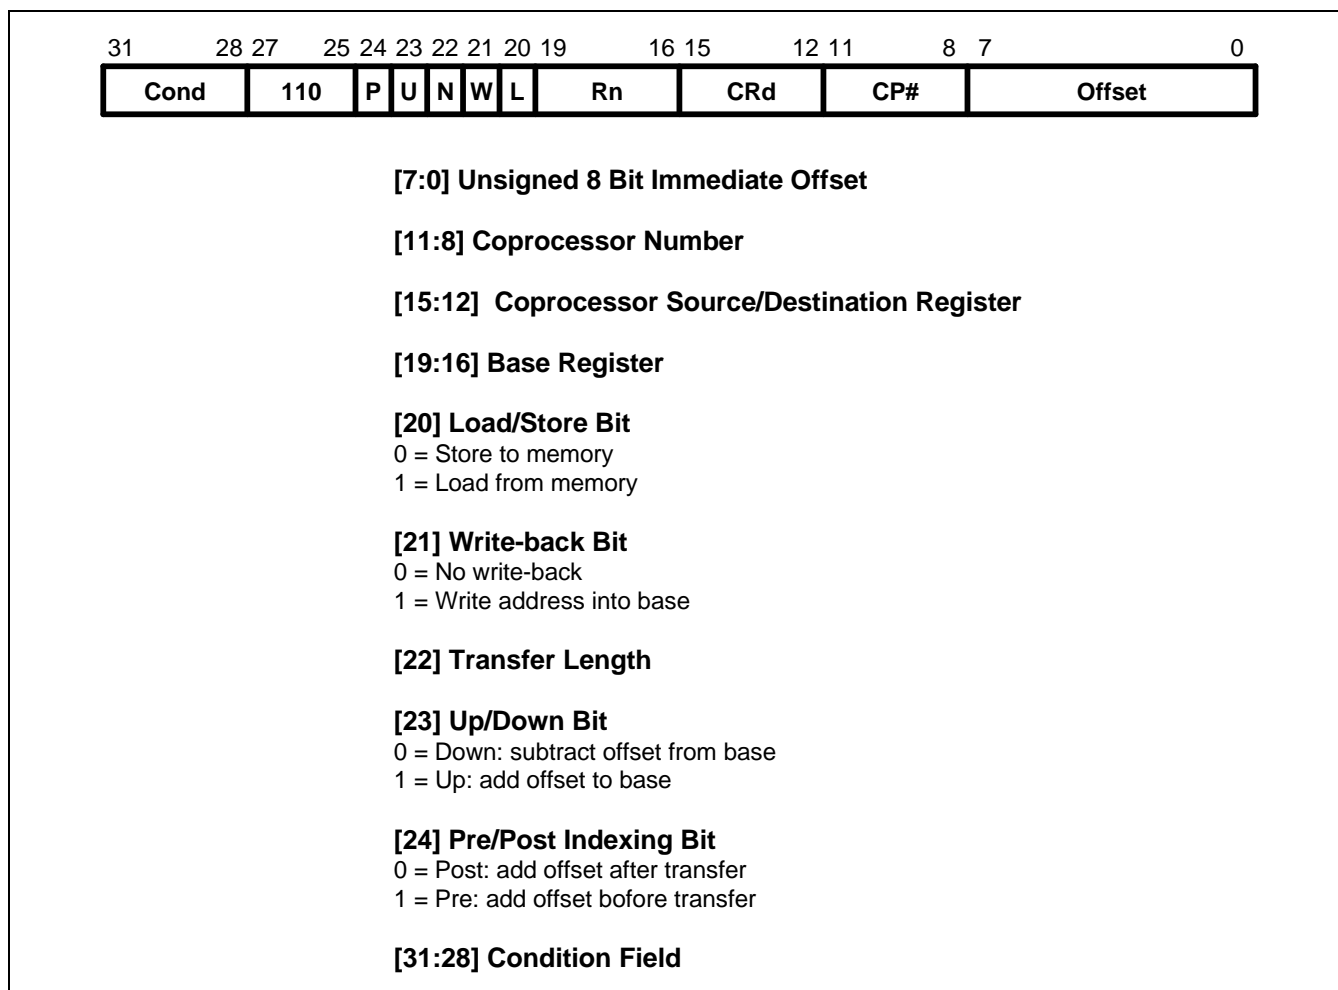 31 28 27 25 24 23 22 21 20 19 16 15 12 11 8 7 0
Cond 110 P U N W L Rn CRd CP# Offset
[7:0] Unsigned 8 Bit Immediate Offset
[11:8] Coprocessor Number
[15:12] Coprocessor Source/Destination Register
[19:16] Base Register
[20] Load/Store Bit
0 = Store to memory
1 = Load from memory
[21] Write-back Bit
0 = No write-back
1 = Write address into base
[22] Transfer Length
[23] Up/Down Bit
0 = Down: subtract offset from base
1 = Up: add offset to base
[24] Pre/Post Indexing Bit
0 = Post: add offset after transfer
1 = Pre: add offset bofore transfer
[31:28] Condition Field